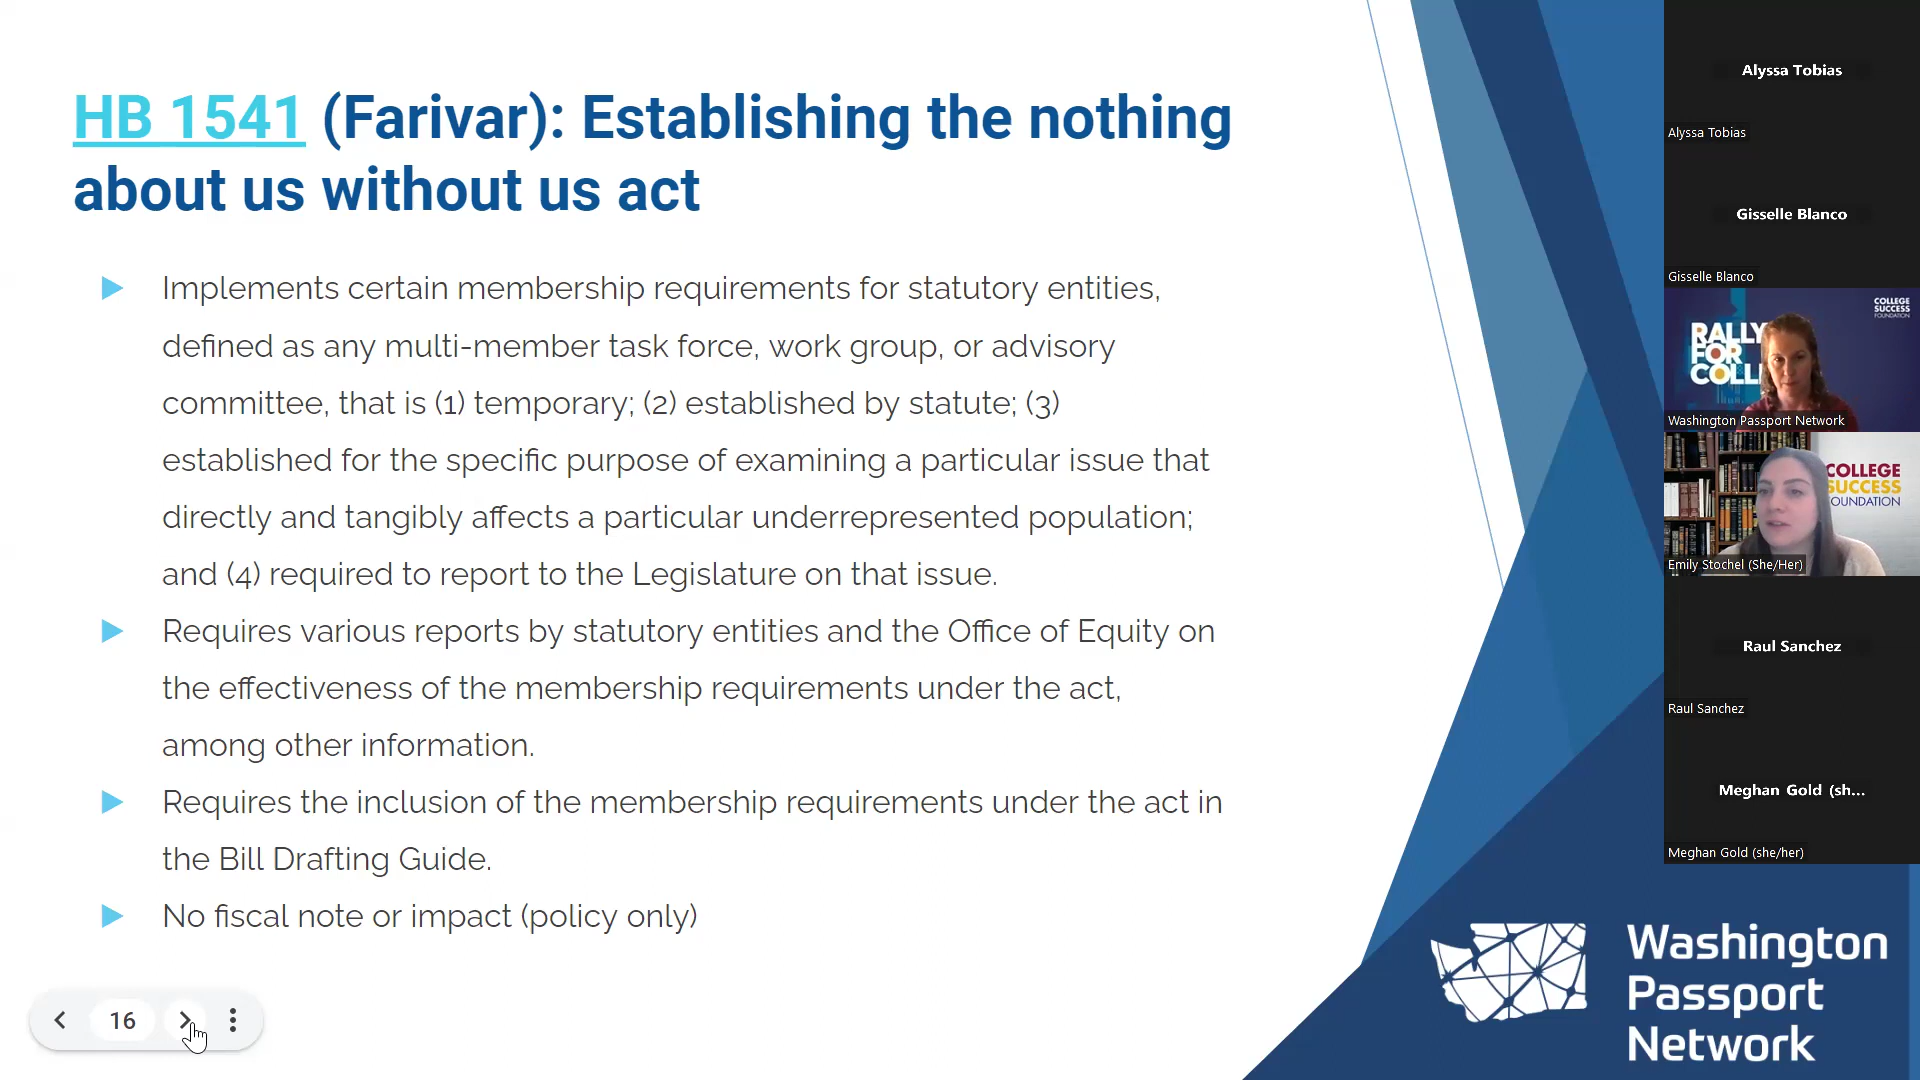 HB 1541 (Farivar): Establishing the nothing
about us without us act
Implements certain membership requirements for statutory entities,
defined as any multi-member task force, work group, or advisory
committee, that is (1) temporary; (2) established by statute; (3)
established for the specific purpose of examining a particular issue that
directly and tangibly affects a particular underrepresented population;
and (4) required to report to the Legislature on that issue.
Requires various reports by statutory entities and the Office of Equity on
the effectiveness of the membership requirements under the act,
among other information.
Requires the inclusion of the membership requirements under the act in
the Bill Drafting Guide.
No fiscal note or impact (policy only)
16
Alyssa Tobias
Alyssa Tobias
Gisselle Blanco
Gisselle Blanco
COLLEGE
SUCCESS
FOUNDATION
RALLY
FOR
COLL
Washington Passport Network
COLLEGE
SUCCESS
OUNDATION
Emily Stochel (She/Her)
Raul Sanchez
Raul Sanchez
Meghan Gold (sh...
Meghan Gold (she/her)
Washington
Passport
Network